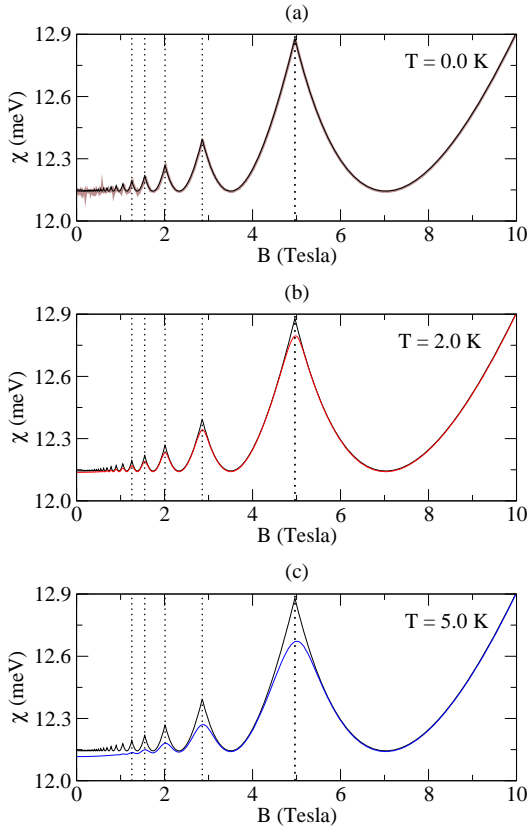 (a)
12.9
12.6
12.3
12.0
χ (meV)
T = 0.0 K
0 2 4 6 8 10
B (Tesla)
(b)
12.9
12.6
12.3
12.0
χ (meV)
T = 2.0 K
0 2 4 6 8 10
B (Tesla)
(c)
12.9
12.6
12.3
12.0
χ (meV)
T = 5.0 K
0 2 4 6 8 10
B (Tesla)